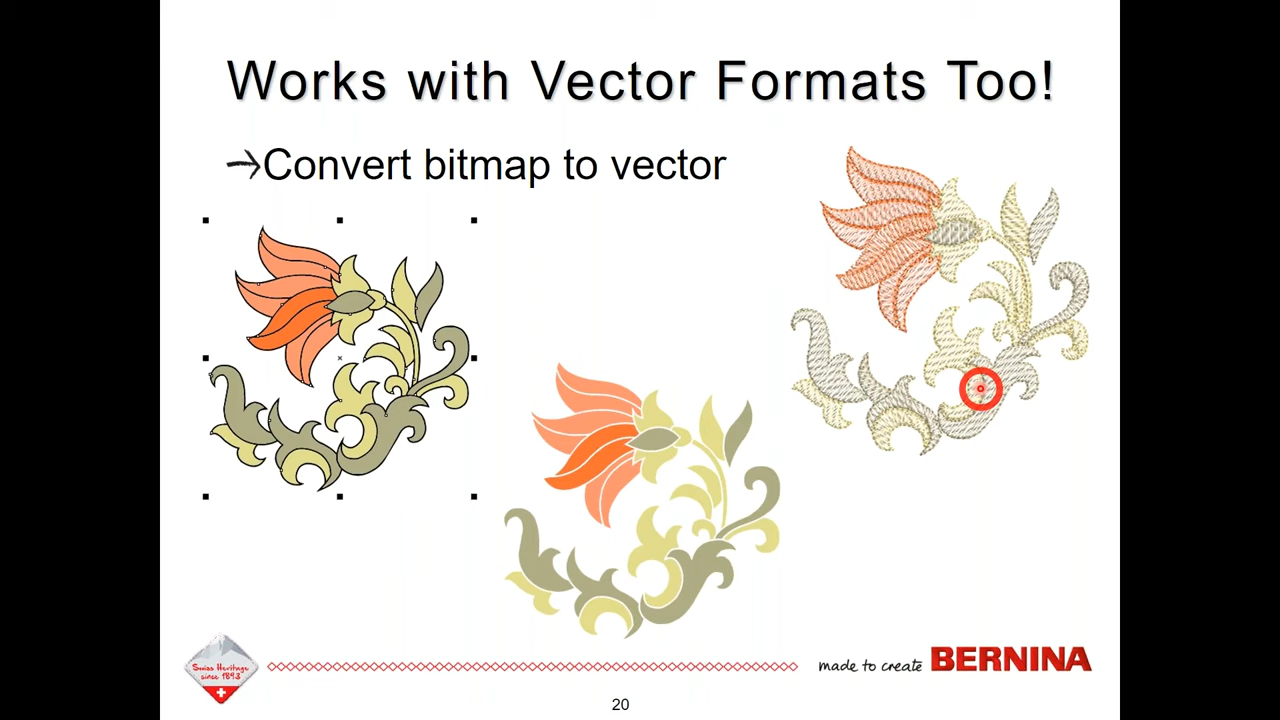 Works with Vector Formats Too!
Convert bitmap to vector
Swiss Heritage
since 1893
made to create BERNINA
20